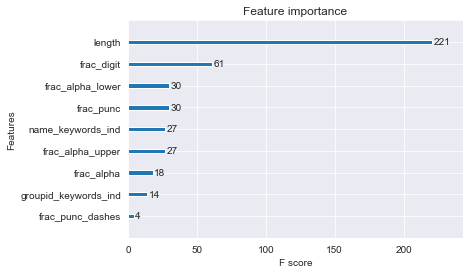 Feature importance
length 221
frac_digit 61
frac_alpha_lower 30
frac_punc 30
name_keywords_ind 27
frac_alpha_upper 27
frac_alpha 18
groupid_keywords_ind 14
frac_punc_dashes 4
Features
0 50 100 150 200
F score